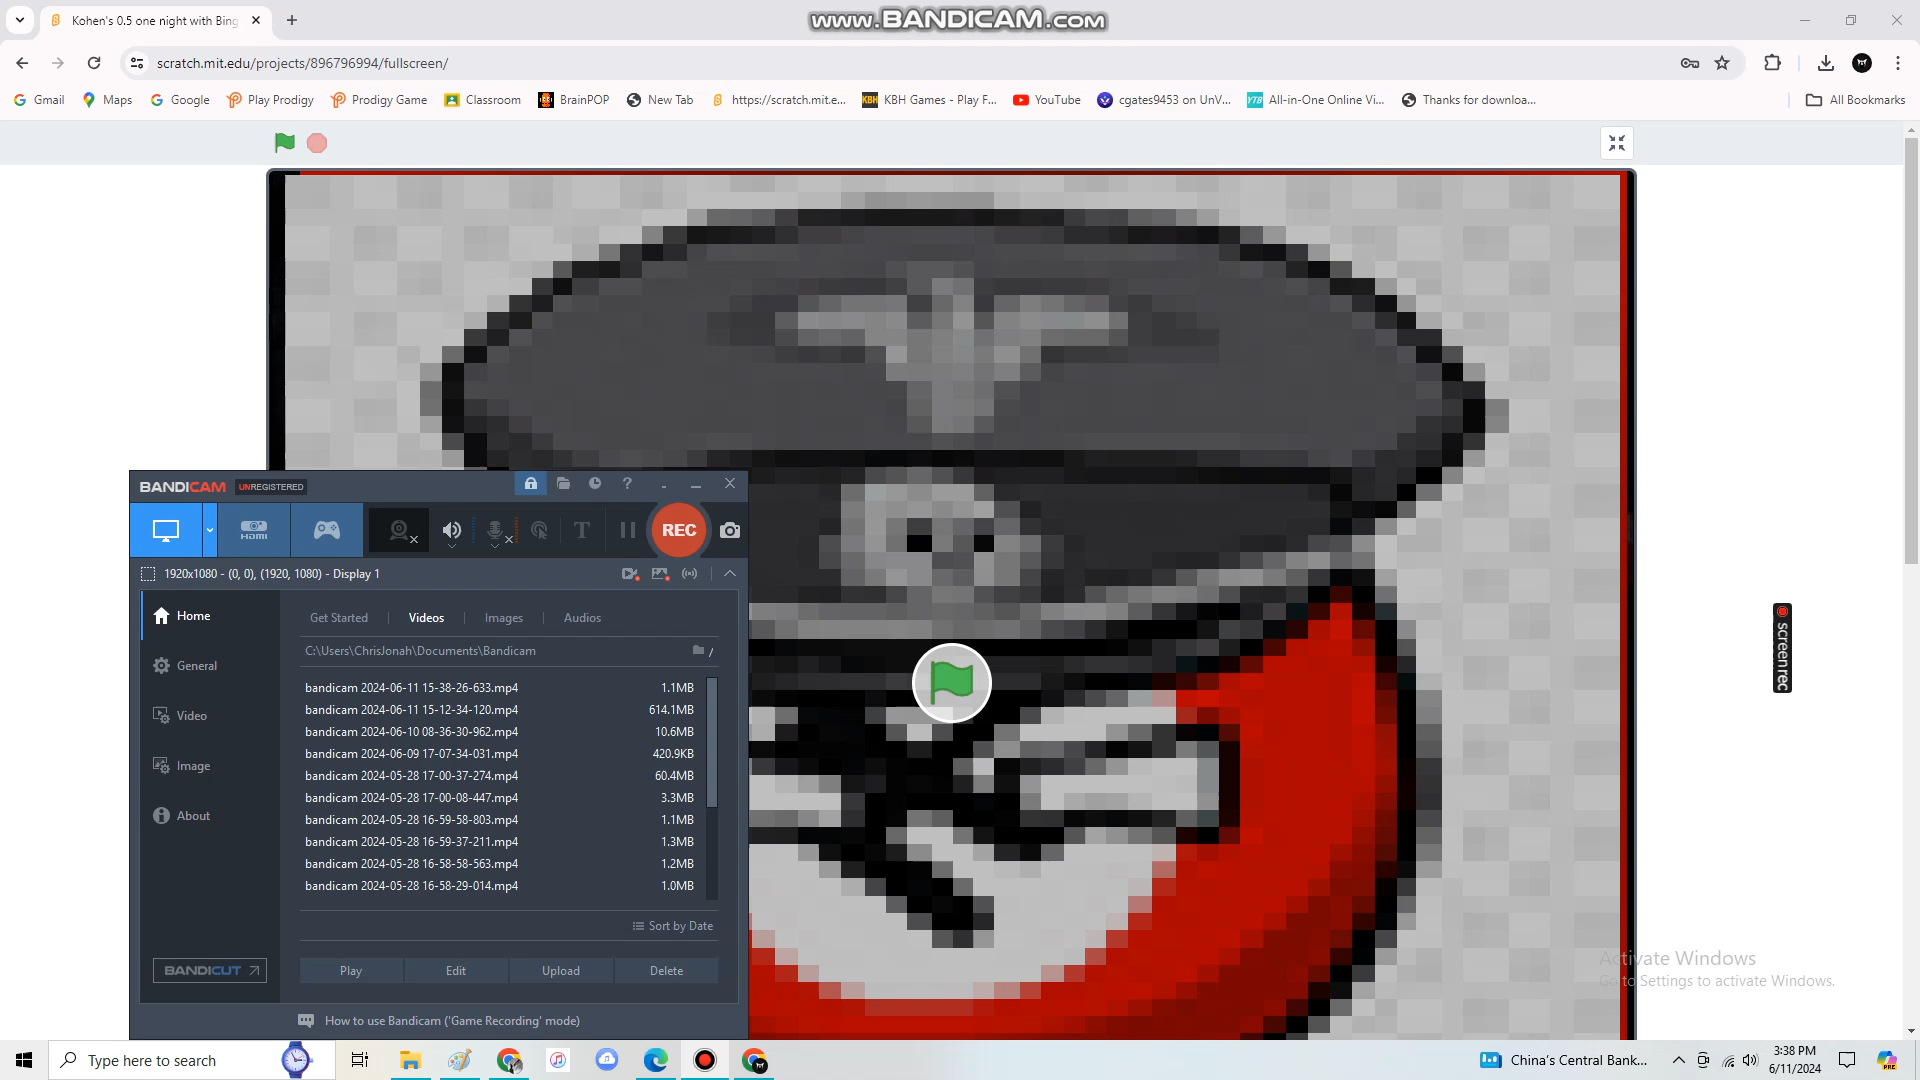 Kohen's 0.5 one night with Bing
www.BANDICAM.com
scratch.mit.edu/projects/896796994/fullscreen/
Gmail
Maps
Google
Play Prodigy
Prodigy Game
Classroom
BrainPOP
New Tab
https://scratch.mit.e...
KBH Games - Play F...
YouTube
cgates9453 on UnV...
All-in-One Online Vi...
Thanks for downloa...
All Bookmarks
BANDICAM UNREGISTERED
HDMI
REC
1920x1080 - (0, 0), (1920, 1080) - Display 1
Home
General
Video
Image
About
Get Started
Videos
Images
Audios
C:\Users\ChrisJonah\Documents\Bandicam
bandicam 2024-06-11 15-38-26-633.mp4 1.1MB
bandicam 2024-06-11 15-12-34-120.mp4 614.1MB
bandicam 2024-06-10 08-36-30-962.mp4 10.6MB
bandicam 2024-06-09 17-07-34-031.mp4 420.9KB
bandicam 2024-05-28 17-00-37-274.mp4 60.4MB
bandicam 2024-05-28 17-00-08-447.mp4 3.3MB
bandicam 2024-05-28 16-59-58-803.mp4 1.1MB
bandicam 2024-05-28 16-59-37-211.mp4 1.3MB
bandicam 2024-05-28 16-58-58-563.mp4 1.2MB
bandicam 2024-05-28 16-58-29-014.mp4 1.0MB
Sort by Date
BANDICUT
Play
Edit
Upload
Delete
How to use Bandicam ('Game Recording' mode)
screenrec
Activate Windows
Go to Settings to activate Windows.
Type here to search
China's Central Bank...
3:38 PM
6/11/2024